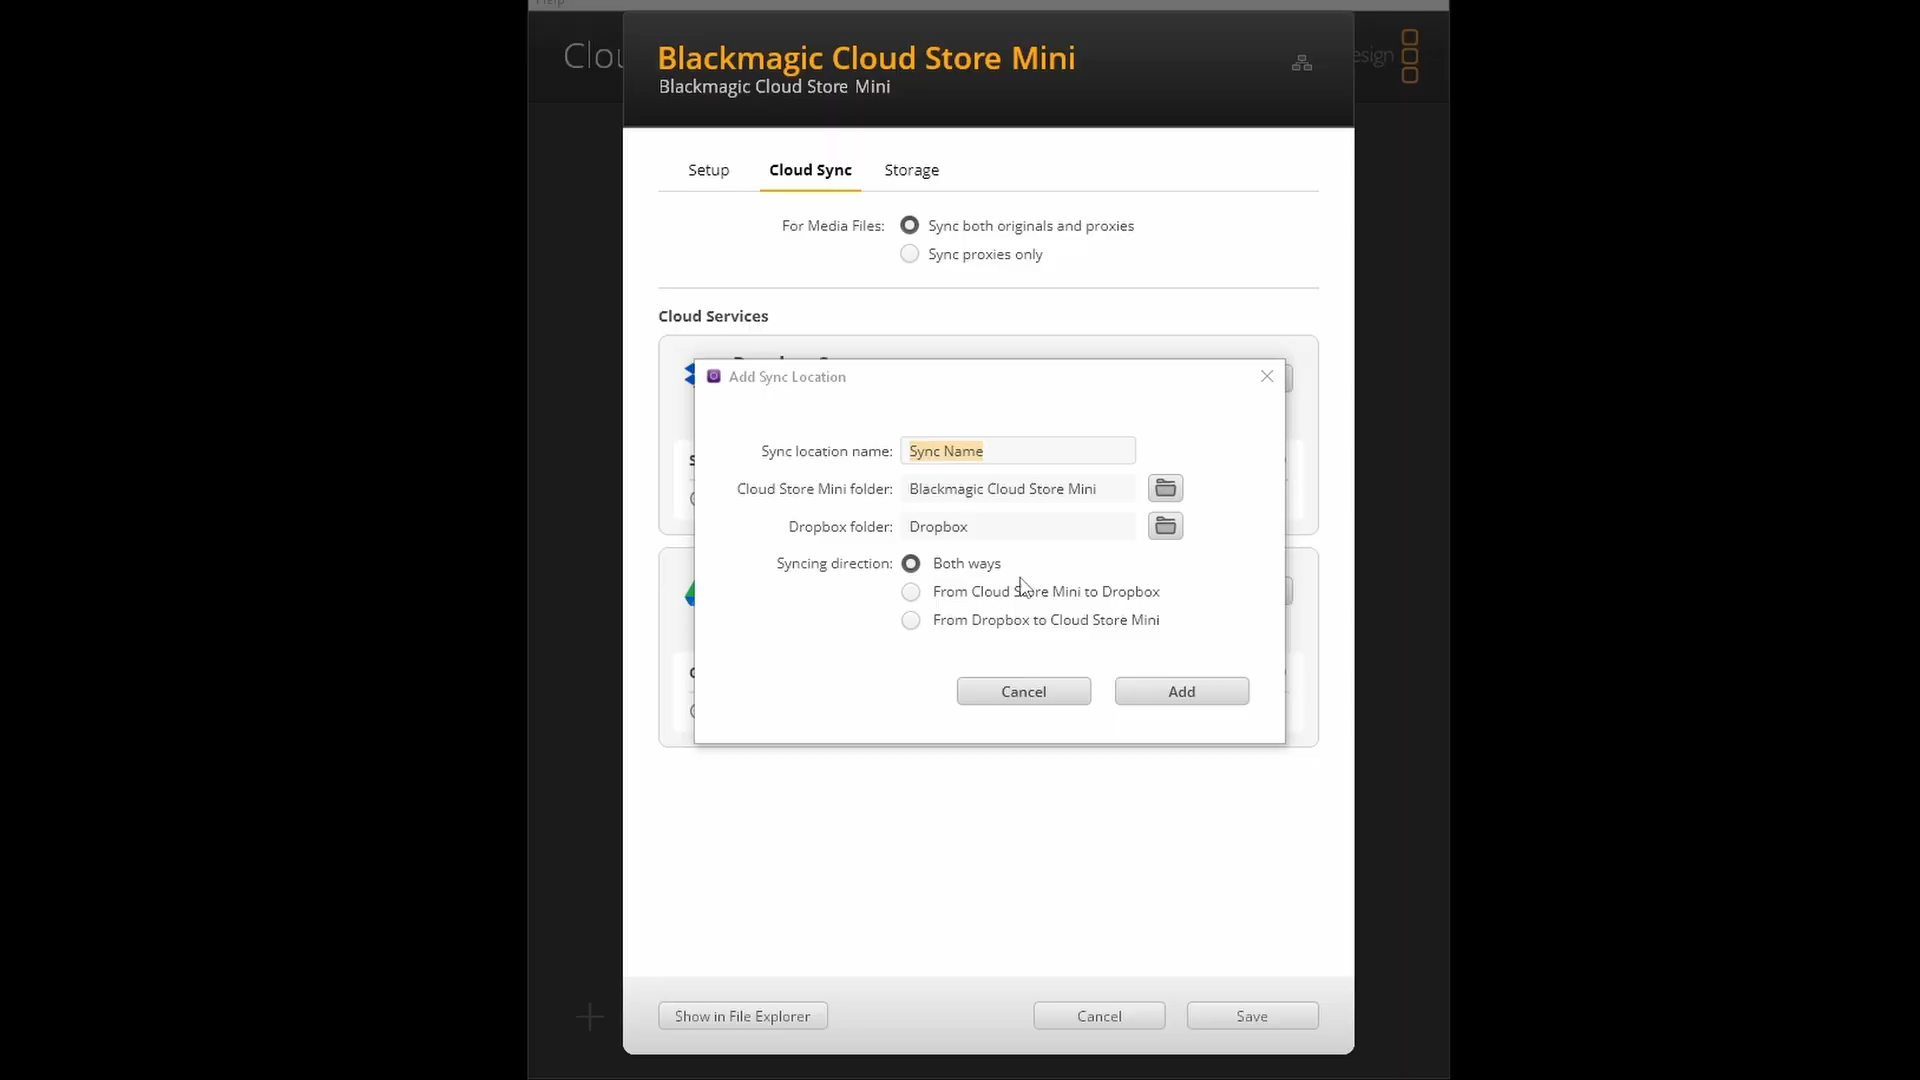 Help
Clou
Blackmagic Cloud Store Mini
Blackmagic Cloud Store Mini
esign
Setup
Cloud Sync
Storage
For Media Files:
Sync both originals and proxies
Sync proxies only
Cloud Services
Add Sync Location
Sync location name:
Sync Name
Cloud Store Mini folder:
Blackmagic Cloud Store Mini
Dropbox folder:
Dropbox
Syncing direction:
Both ways
From Cloud Store Mini to Dropbox
From Dropbox to Cloud Store Mini
Cancel
Add
Show in File Explorer
Cancel
Save